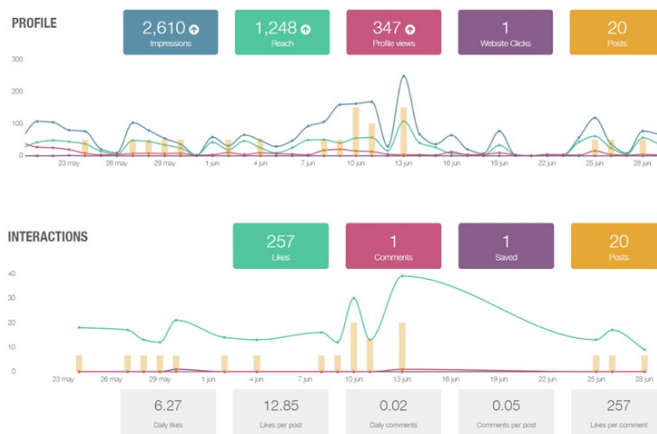 PROFILE
2,610
Impressions
1,248
Reach
347
Profile views
1
Website Clicks
20
Posts
300
200
100
0
23 may 26 may 29 may 1 jun 4 jun 7 jun 10 jun 13 jun 16 jun 19 jun 22 jun 25 jun 28 jun
INTERACTIONS
257
Likes
1
Comments
1
Saved
20
Posts
40
30
20
10
0
23 may 26 may 29 may 1 jun 4 jun 7 jun 10 jun 13 jun 16 jun 19 jun 22 jun 25 jun 28 jun
6.27
Daily likes
12.85
Likes per post
0.02
Daily comments
0.05
Comments per post
257
Likes per comment